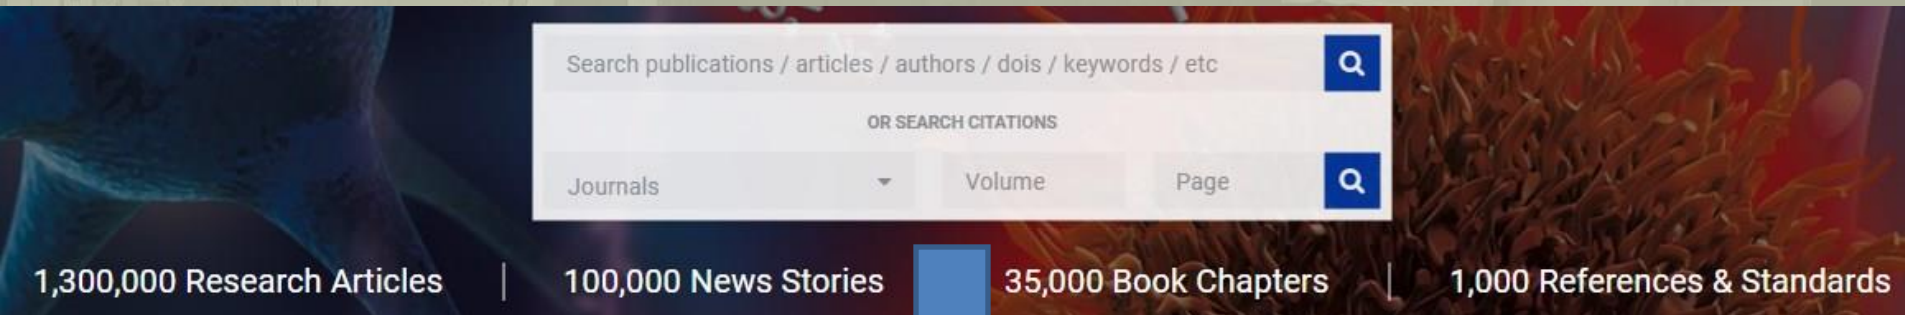 Search publications / articles / authors / dois / keywords / etc
OR SEARCH CITATIONS
Journals Volume Page
1,300,000 Research Articles | 100,000 News Stories 35,000 Book Chapters | 1,000 References & Standards